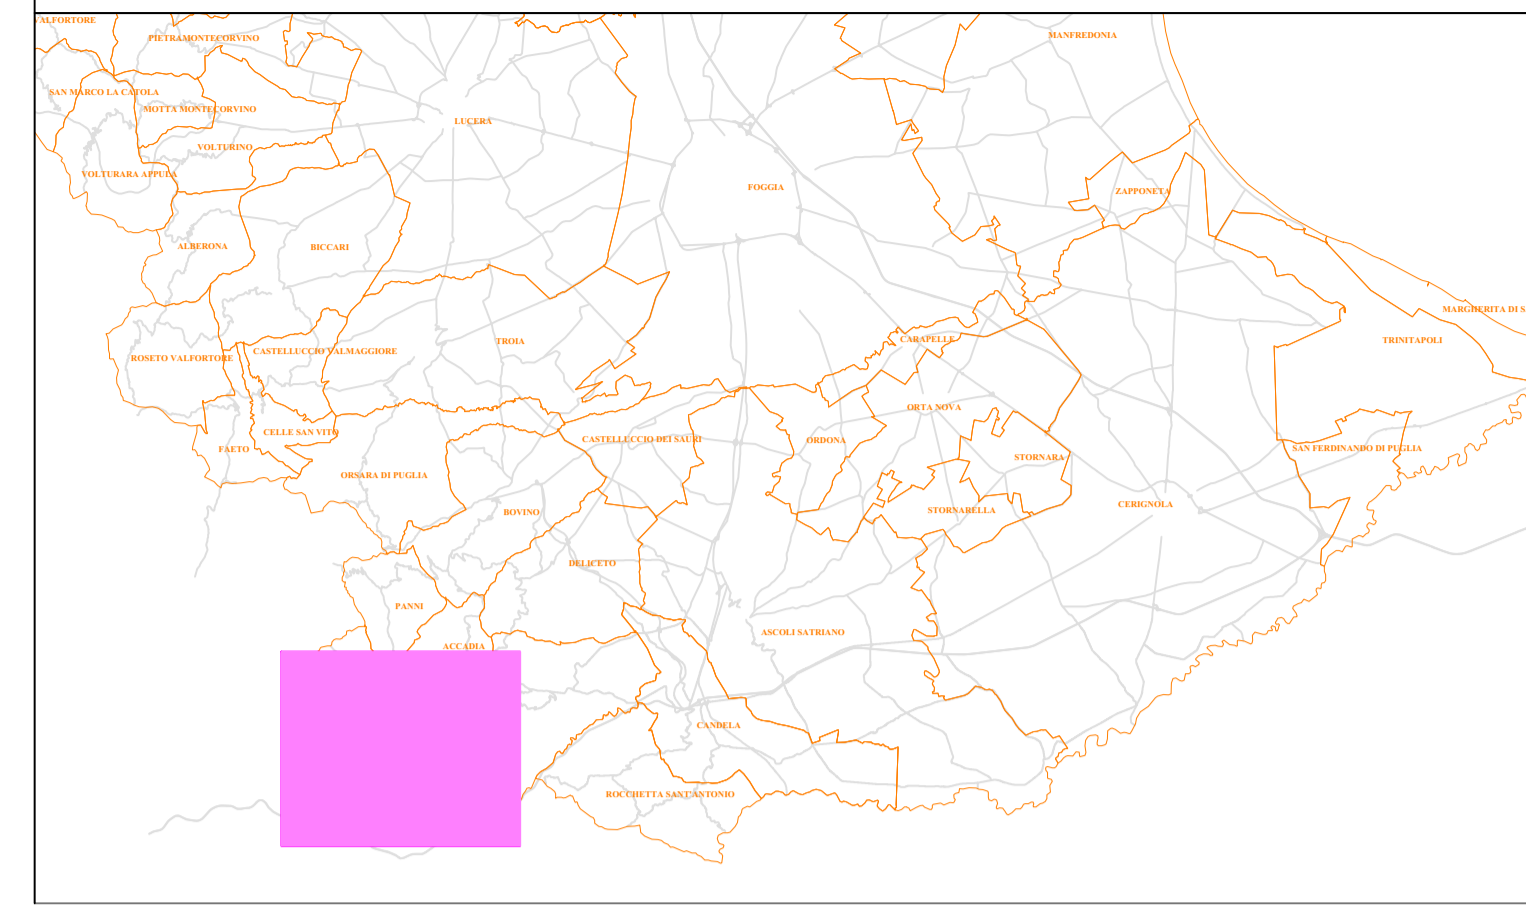 VALFORTORE
PIETRAMONTECORVINO
MANFREDONIA
SAN MARCO LA CATOLA
MOTTA MONTECORVINO
LUCERA
VOLTURINO
VOLTURARA APPULA
FOGGIA
ZAPPONETA
ALBERONA
BICCARI
MARGHERITA DI S
CARAPELLE
TROIA
TRINITAPOLI
CASTELLUCCIO VALMAGGIORE
ROSETO VALFORTORE
ORTA NOVA
CELLE SAN VITO
CASTELLUCCIO DEI SAURI
ORDONA
FAETO
SAN FERDINANDO DI PUGLIA
STORNARA
ORSARA DI PUGLIA
CERIGNOLA
STORNARELLA
BOVINO
DELICETO
PANNI
ASCOLI SATRIANO
ACCADIA
CANDELA
ROCCHETTA SANT'ANTONIO